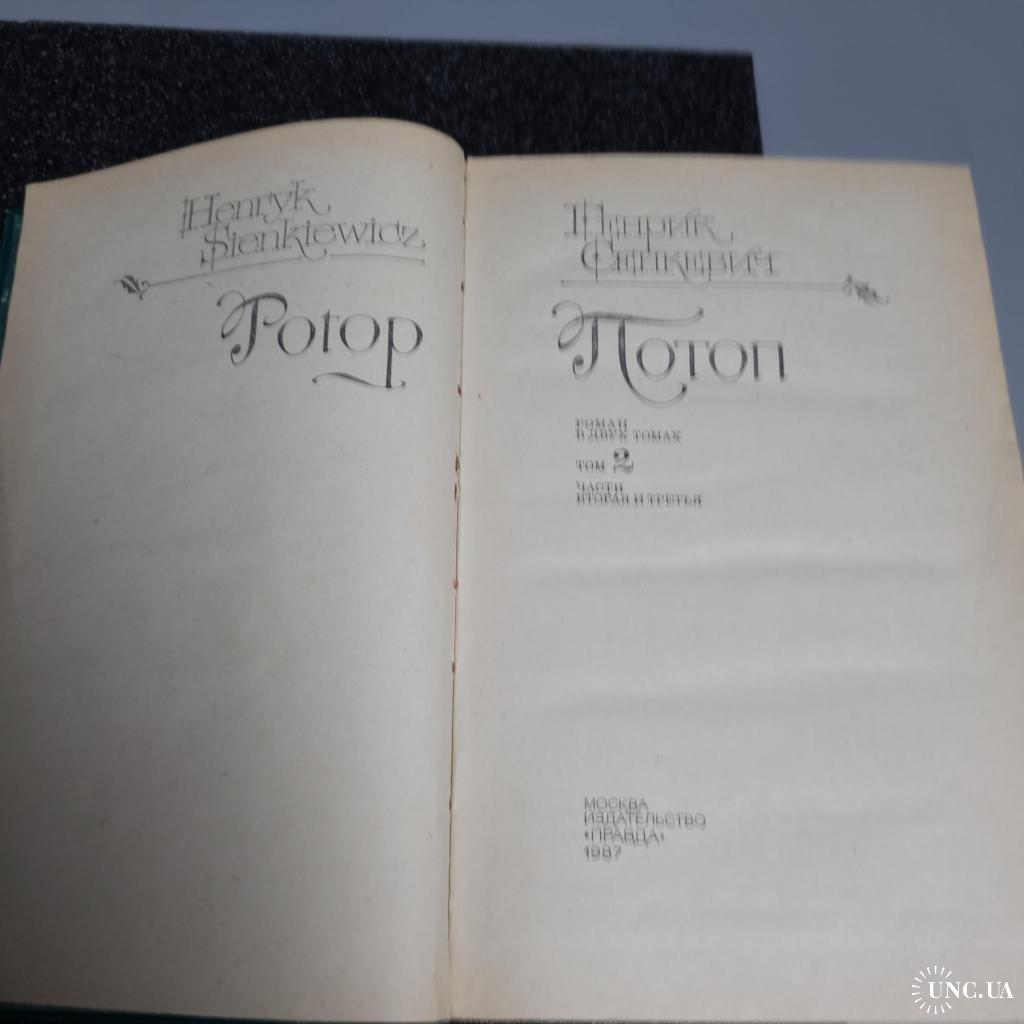 Henryk
Sienkiewicz
Potop
Генрик
Сенкевич
Потоп
РОМАН
В ДВУХ ТОМАХ
ТОМ 2
ЧАСТИ
ВТОРАЯ И ТРЕТЬЯ
МОСКВА
ИЗДАТЕЛЬСТВО
«ПРАВДА»
1987
UNC.UA